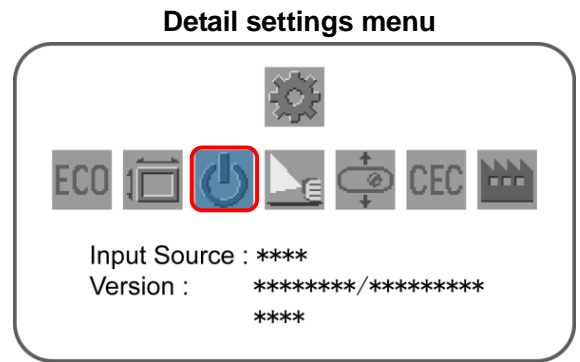 Detail settings menu
ECO CEC
Input Source : ****
Version : ********/*********
****